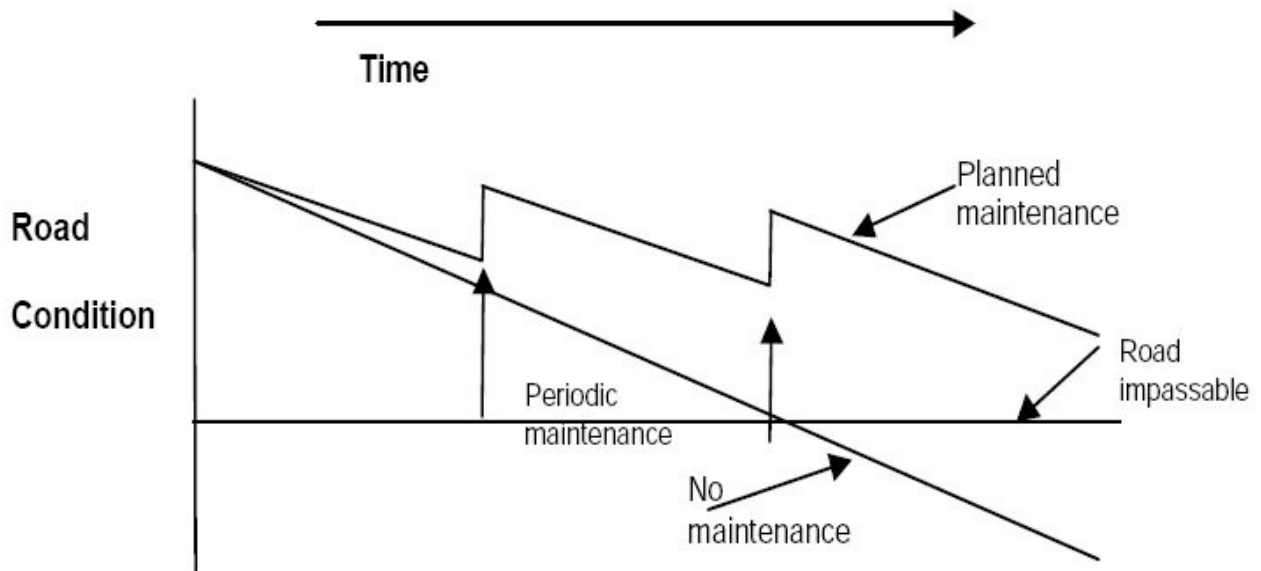 Time
Road
Condition
Planned
maintenance
Road
impassable
Periodic
maintenance
No
maintenance